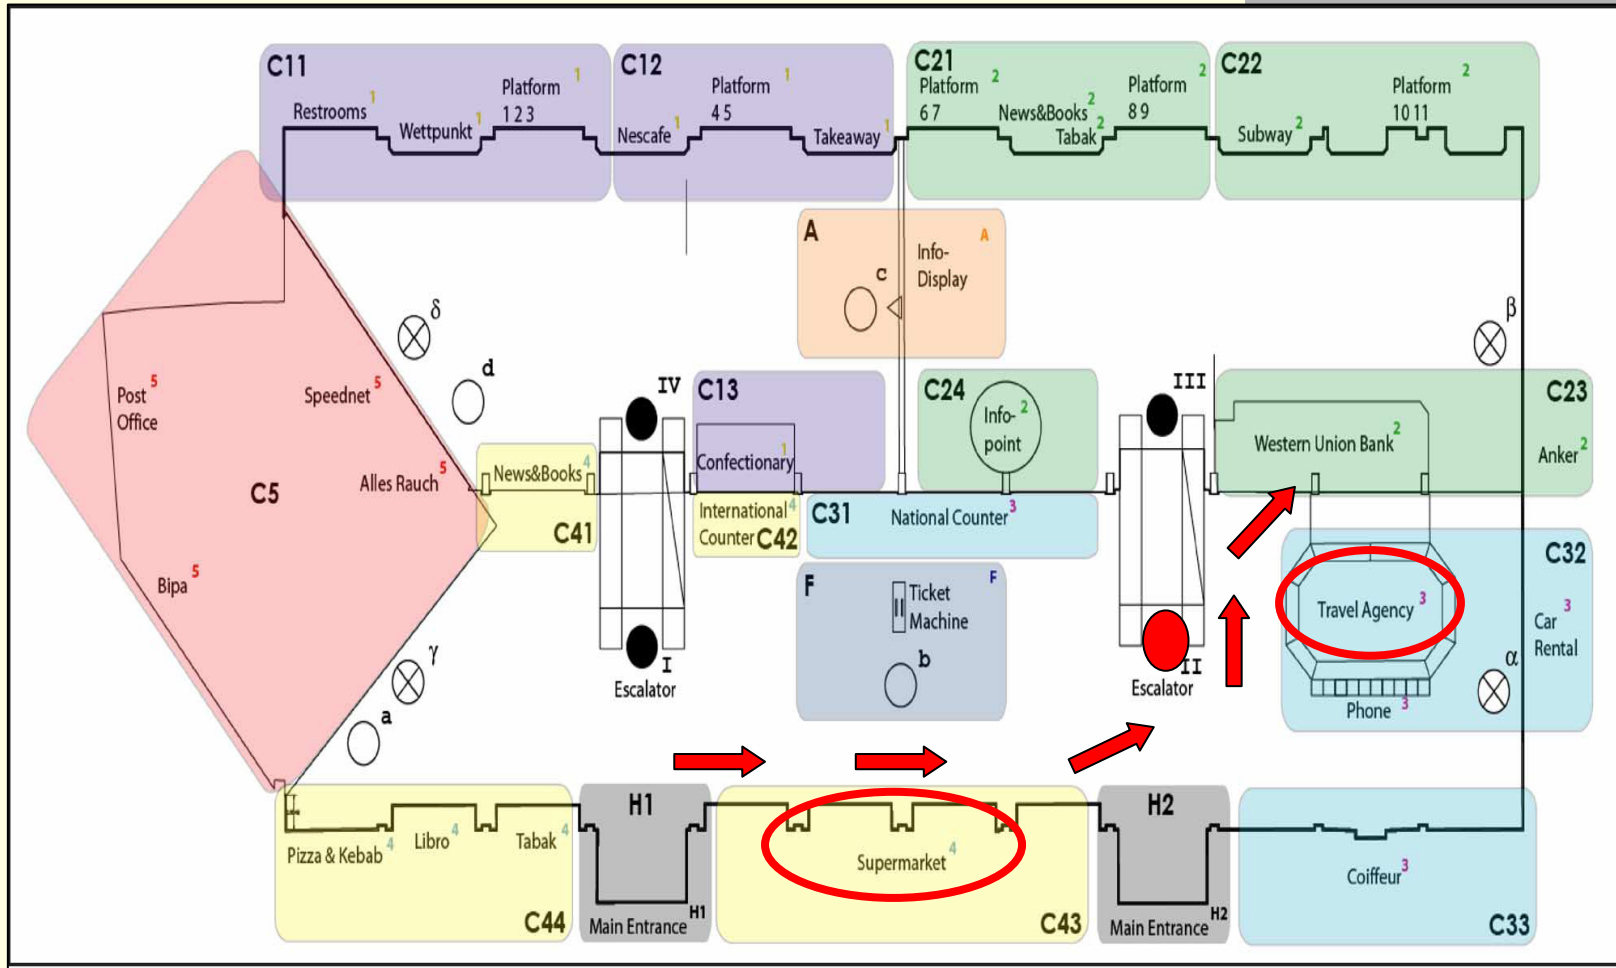 C11
Restrooms 1
Wettpunkt 1
Platform 1
1 2 3
C12
Platform 1
4 5
Nescafe 1
Takeaway 1
C21
Platform 2
6 7
News&Books 2
Tabak 2
Platform 2
8 9
C22
Subway 2
Platform 2
10 11
A
A
Info-
Display
c
δ
d
β
Post 5
Office
Speednet 5
Alles Rauch 5
C5
Bipa 5
IV
C13
Confectionary 1
C24
Info- 2
point
III
C23
Western Union Bank 2
Anker 2
News&Books 4
C41
International 4
Counter C42
C31
National Counter 3
C32
Travel Agency 3
Car 3
Rental
Phone 3
α
F
F
Ticket
Machine
b
γ
a
I
Escalator
II
Escalator
Pizza & Kebab 4
Libro 4
Tabak 4
C44
H1
H1
Main Entrance
Supermarket 4
C43
H2
H2
Main Entrance
Coiffeur 3
C33